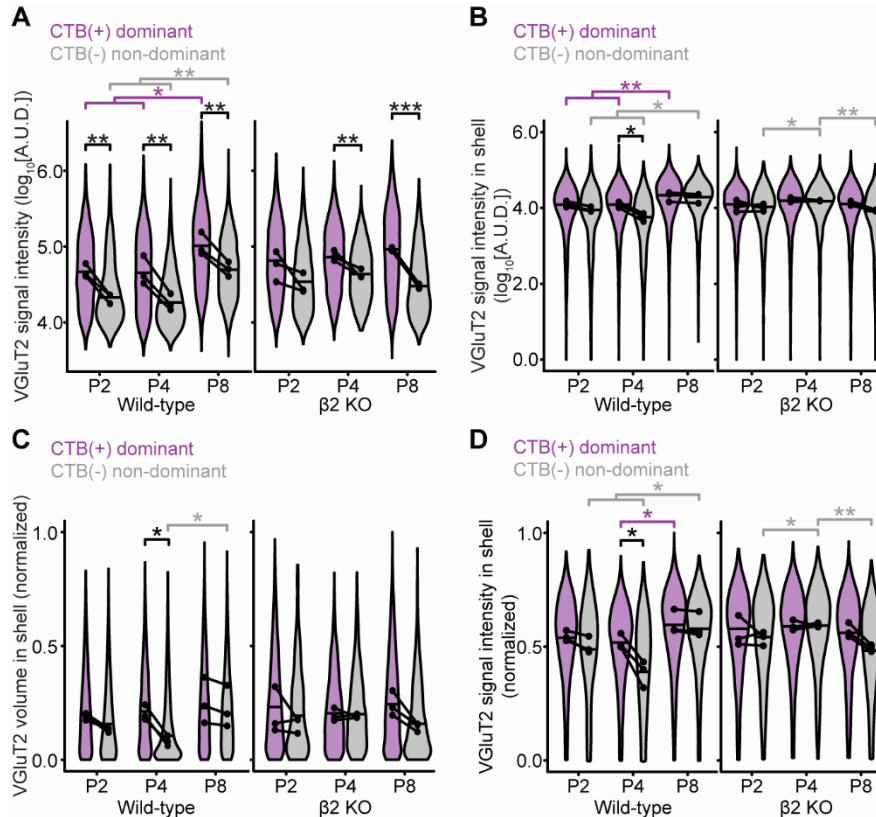 A
CTB(+) dominant
CTB(-) non-dominant
**
*
**
**
**
**
***
VGluT2 signal intensity (log10[A.U.D.])
6.0
5.0
4.0
P2 P4 P8 P2 P4 P8
Wild-type β2 KO
B
CTB(+) dominant
CTB(-) non-dominant
**
*
*
*
**
VGluT2 signal intensity in shell
(log10[A.U.D.])
6.0
4.0
2.0
0.0
P2 P4 P8 P2 P4 P8
Wild-type β2 KO
C
CTB(+) dominant
CTB(-) non-dominant
*
*
VGluT2 volume in shell (normalized)
1.0
0.5
0.0
P2 P4 P8 P2 P4 P8
Wild-type β2 KO
D
CTB(+) dominant
CTB(-) non-dominant
*
*
*
*
**
VGluT2 signal intensity in shell
(normalized)
1.0
0.5
0.0
P2 P4 P8 P2 P4 P8
Wild-type β2 KO